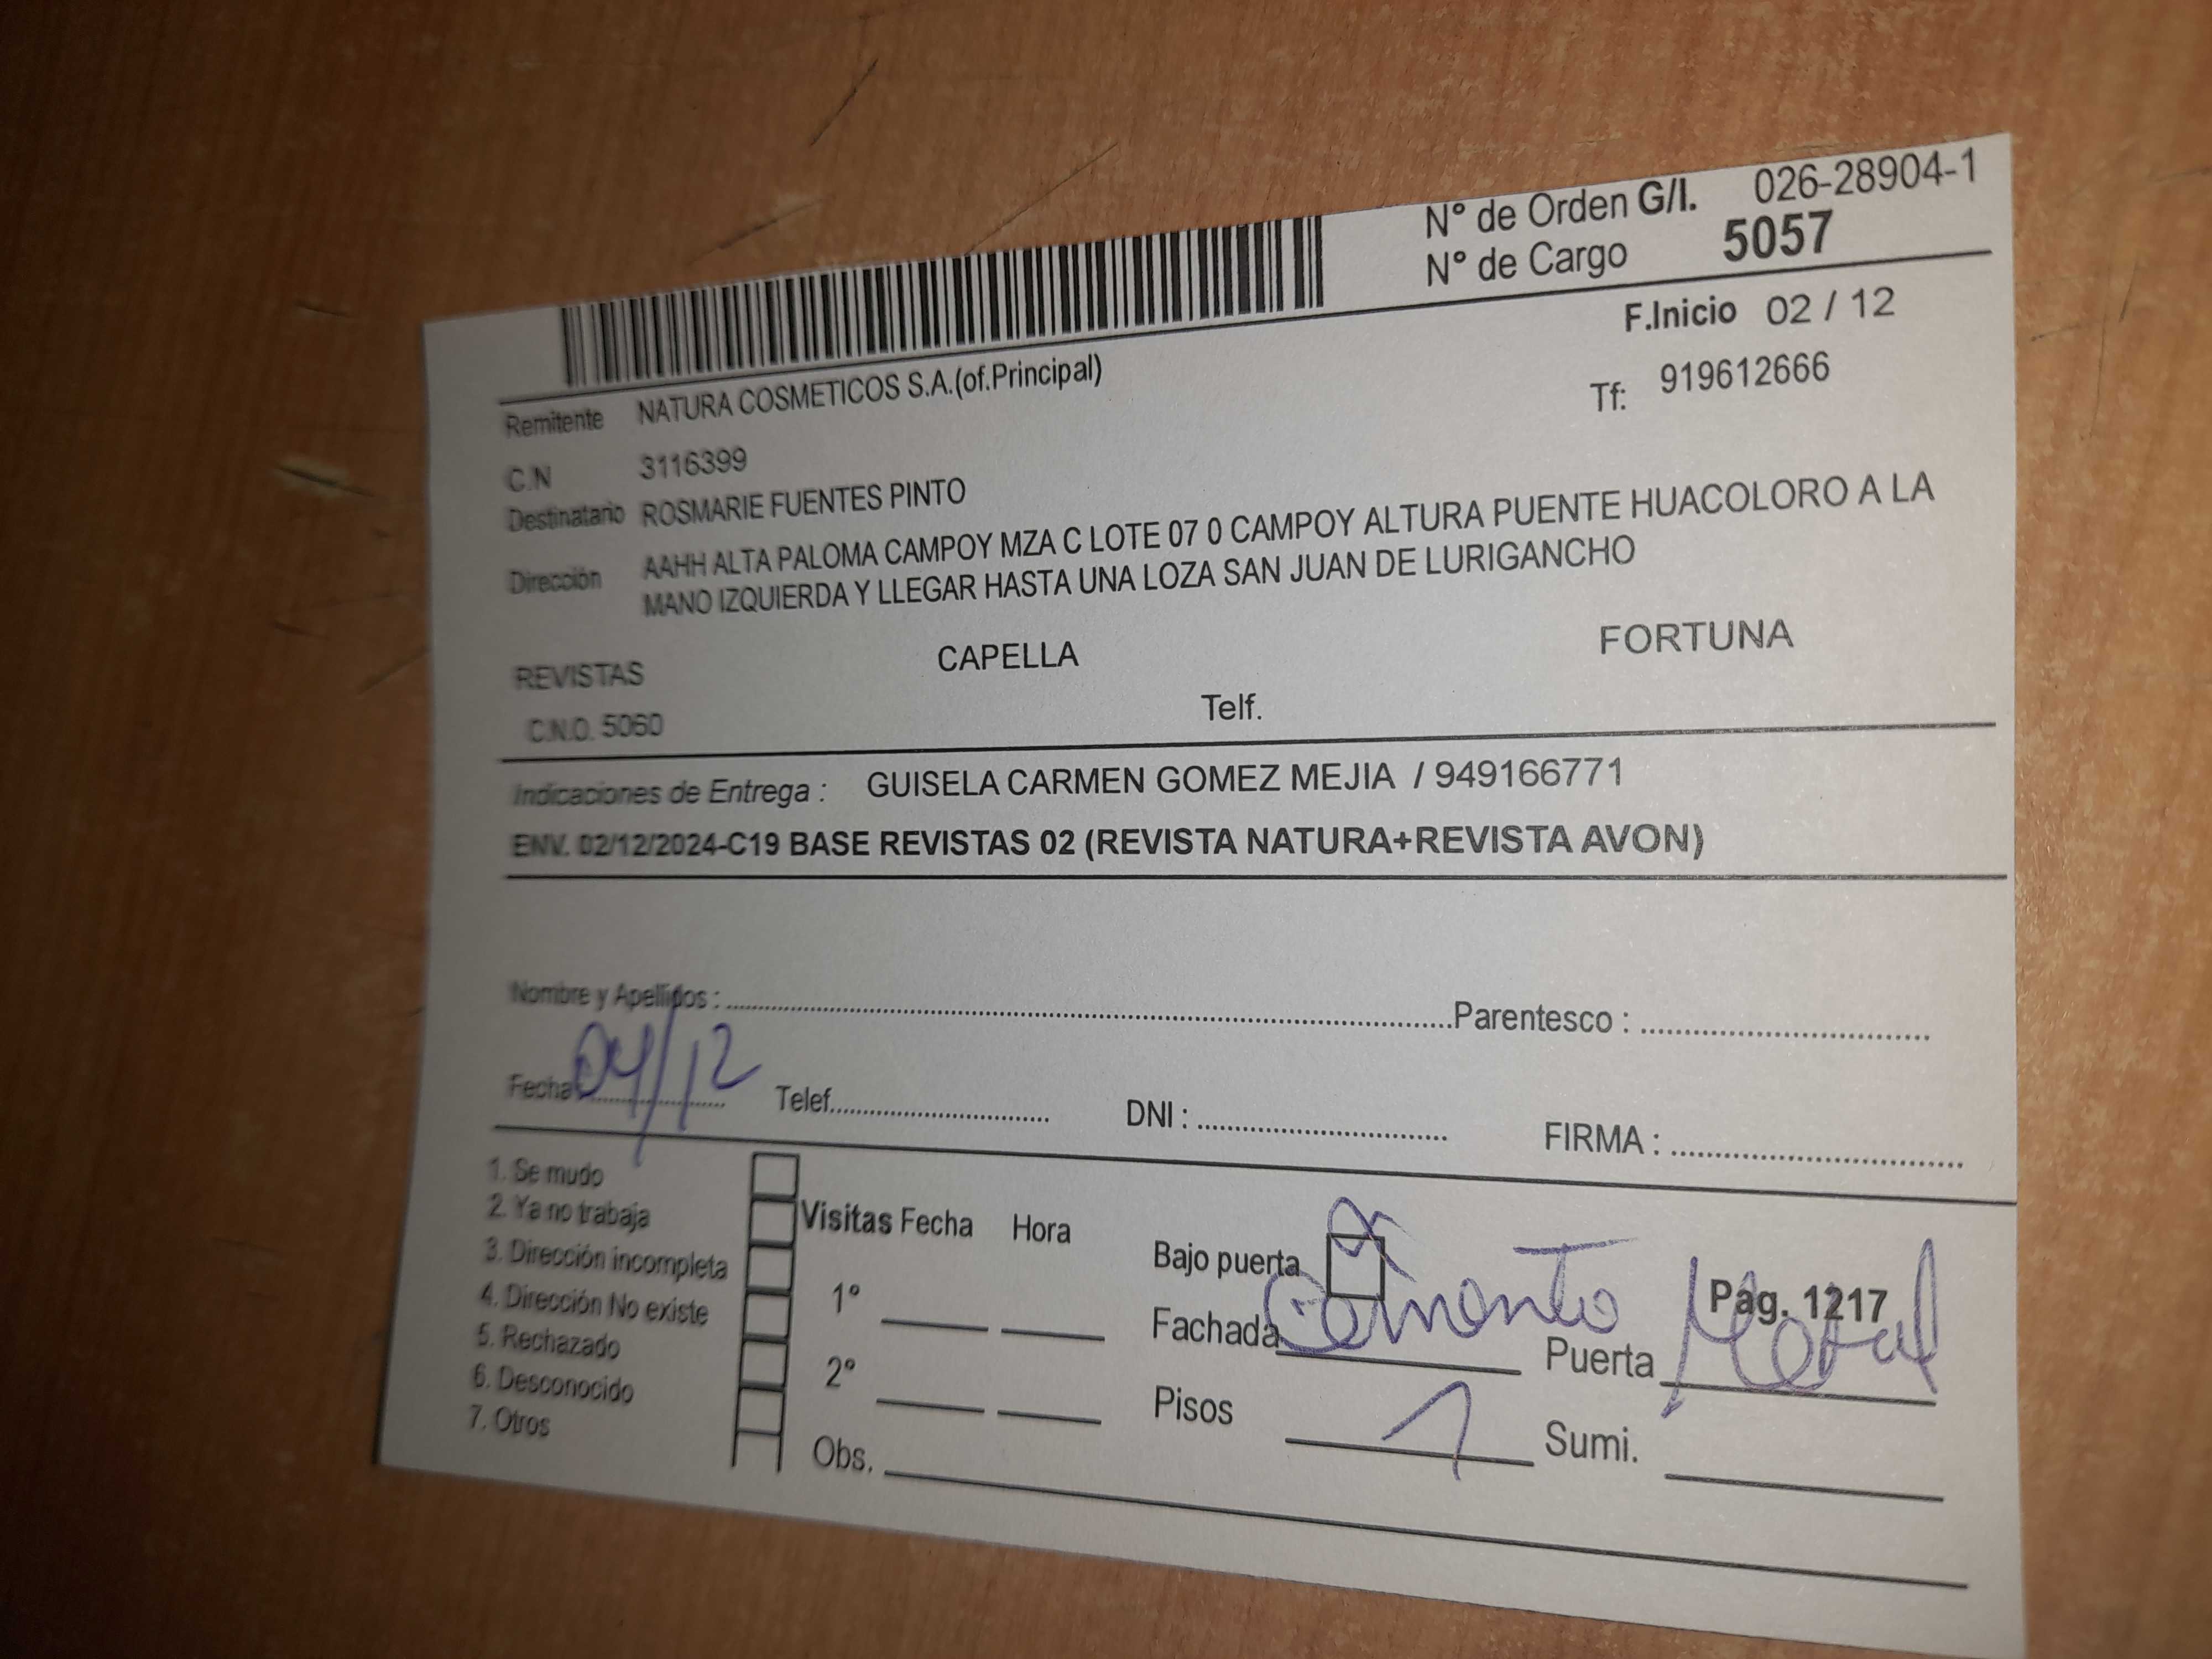 N° de Orden G/I. 026-28904-1
N° de Cargo 5057
F.Inicio 02 / 12
Remitente NATURA COSMETICOS S.A.(of.Principal)
Tf: 919612666
C.N 3116399
Destinatario ROSMARIE FUENTES PINTO
Dirección AAHH ALTA PALOMA CAMPOY MZA C LOTE 07 0 CAMPOY ALTURA PUENTE HUACOLORO A LA
MANO IZQUIERDA Y LLEGAR HASTA UNA LOZA SAN JUAN DE LURIGANCHO
REVISTAS CAPELLA FORTUNA
C.N.O. 5060 Telf.
Indicaciones de Entrega : GUISELA CARMEN GOMEZ MEJIA / 949166771
ENV. 02/12/2024-C19 BASE REVISTAS 02 (REVISTA NATURA+REVISTA AVON)
Nombre y Apellidos : Parentesco :
Fecha 04/12 Telef. DNI : FIRMA :
1. Se mudo
2. Ya no trabaja
3. Dirección incompleta
4. Dirección No existe
5. Rechazado
6. Desconocido
7. Otros
Visitas Fecha Hora
1°
2°
Obs.
Bajo puerta X
Pág. 1217
Fachada Cemento Puerta Metal
Pisos 1 Sumi.